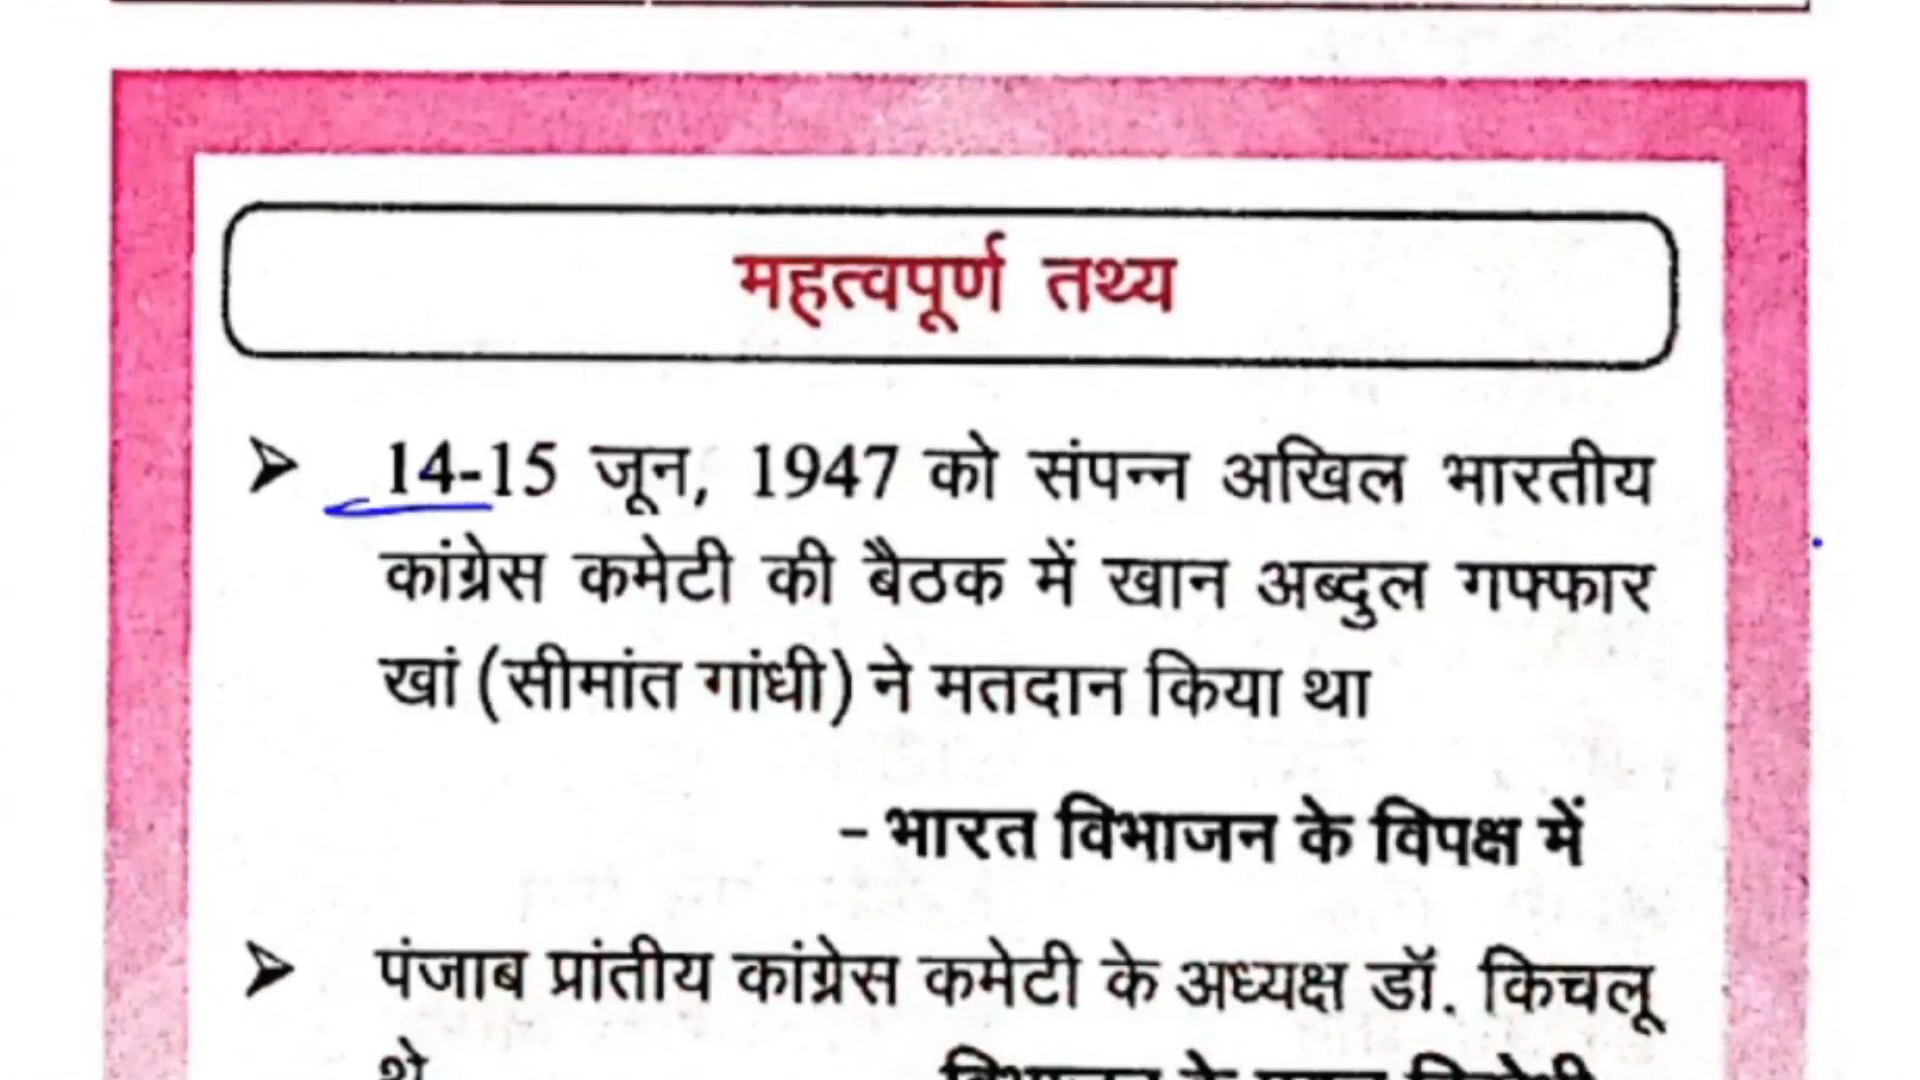 महत्वपूर्ण तथ्य
➤ 14-15 जून, 1947 को संपन्न अखिल भारतीय
कांग्रेस कमेटी की बैठक में खान अब्दुल गफ्फार
खां (सीमांत गांधी) ने मतदान किया था
- भारत विभाजन के विपक्ष में
➤ पंजाब प्रांतीय कांग्रेस कमेटी के अध्यक्ष डॉ. किचलू
थे